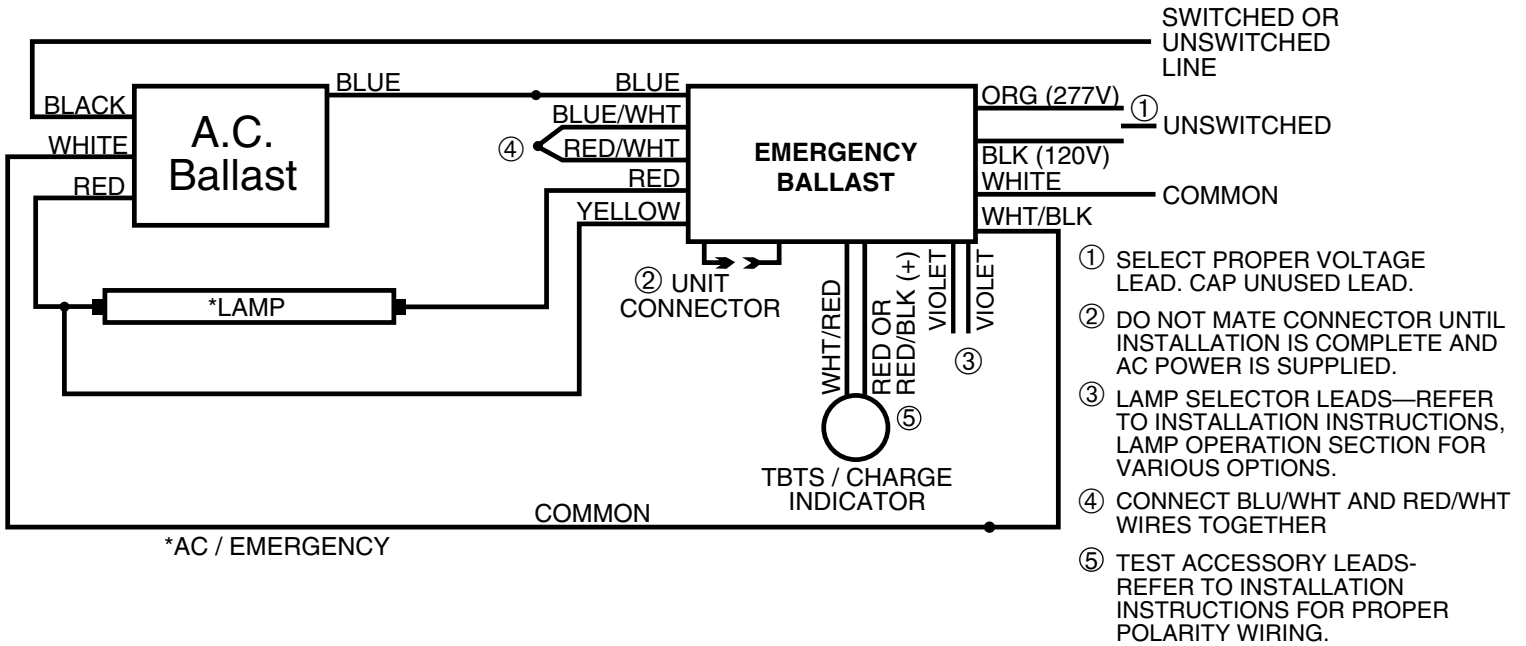 SWITCHED OR
UNSWITCHED
LINE
BLACK
WHITE
RED
A.C.
Ballast
BLUE
BLUE
BLUE/WHT
④
RED/WHT
RED
YELLOW
EMERGENCY
BALLAST
ORG (277V)
①
UNSWITCHED
BLK (120V)
WHITE
COMMON
WHT/BLK
*LAMP
② UNIT
CONNECTOR
WHT/RED
RED OR
RED/BLK (+)
VIOLET
VIOLET
③
⑤
TBTS / CHARGE
INDICATOR
COMMON
*AC / EMERGENCY
① SELECT PROPER VOLTAGE
LEAD. CAP UNUSED LEAD.
② DO NOT MATE CONNECTOR UNTIL
INSTALLATION IS COMPLETE AND
AC POWER IS SUPPLIED.
③ LAMP SELECTOR LEADS—REFER
TO INSTALLATION INSTRUCTIONS,
LAMP OPERATION SECTION FOR
VARIOUS OPTIONS.
④ CONNECT BLU/WHT AND RED/WHT
WIRES TOGETHER
⑤ TEST ACCESSORY LEADS-
REFER TO INSTALLATION
INSTRUCTIONS FOR PROPER
POLARITY WIRING.